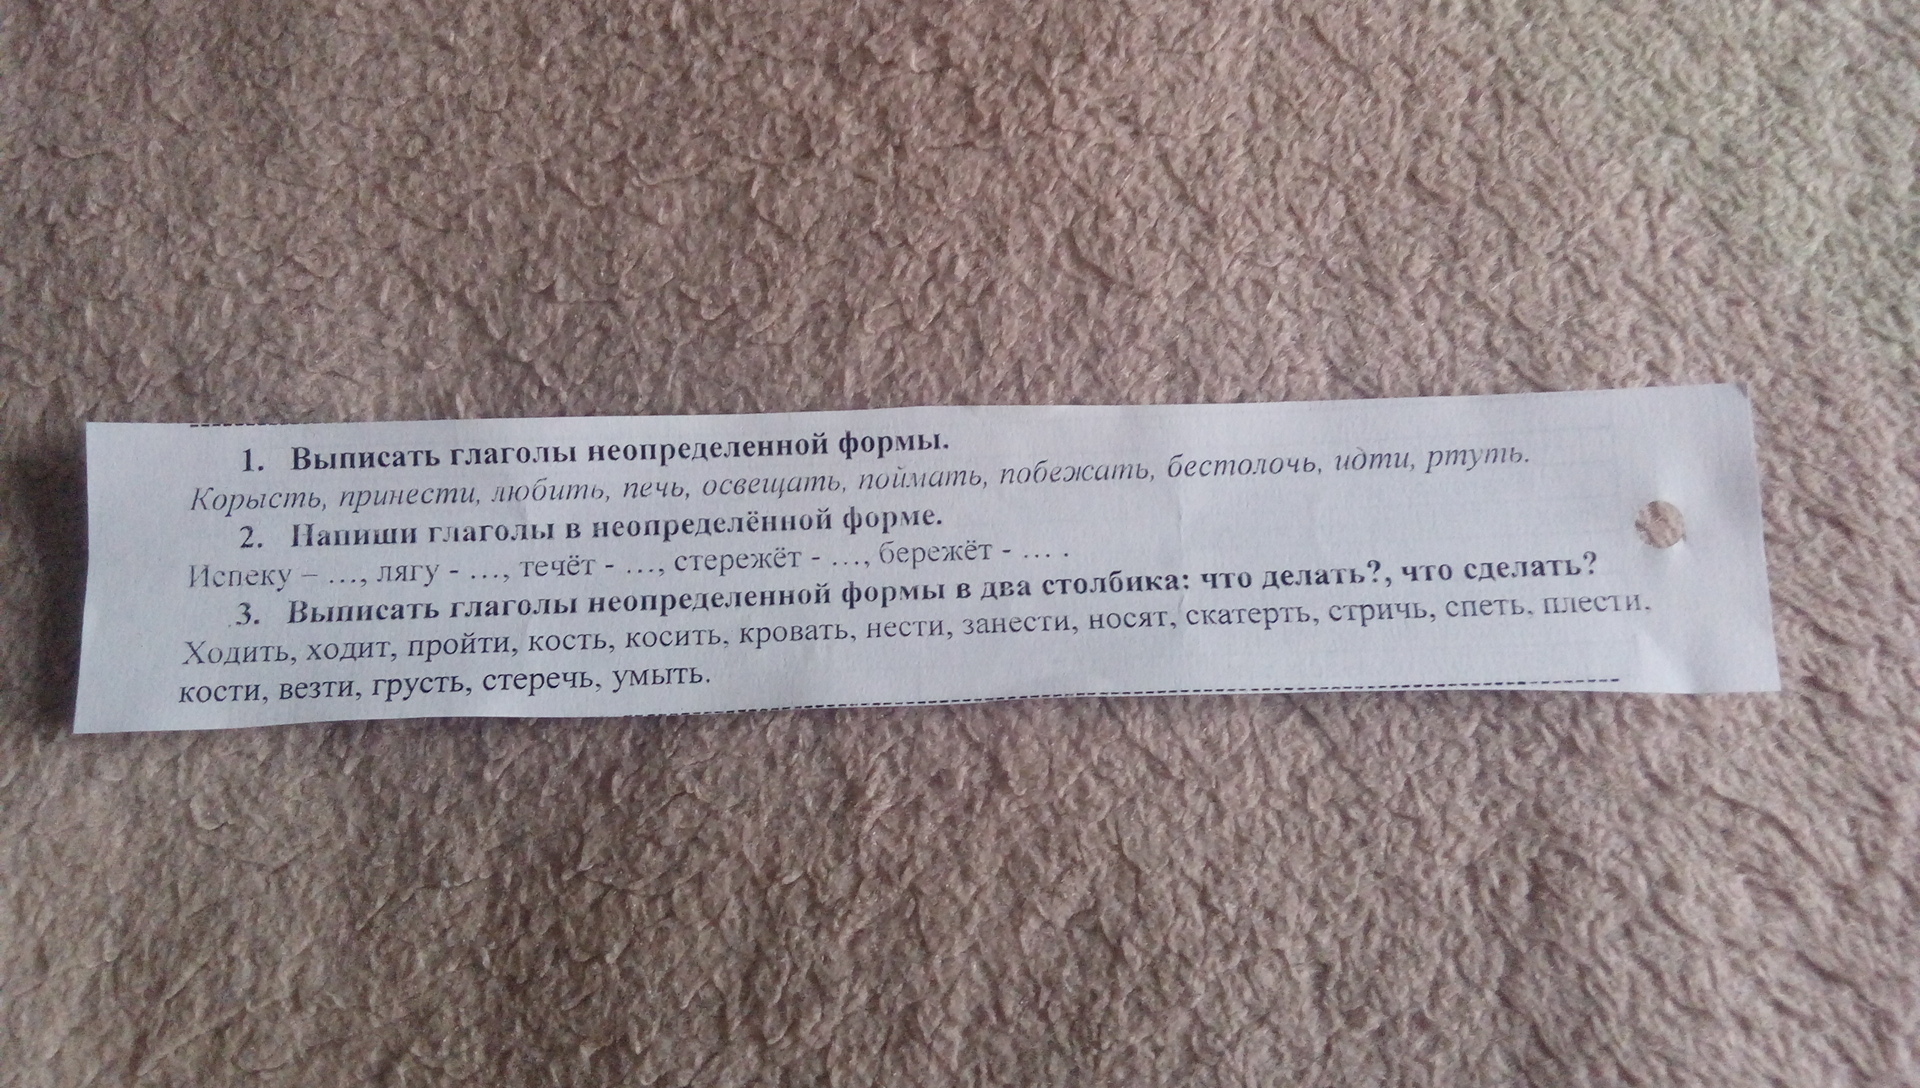 1. Выписать глаголы неопределенной формы.
Корысть, принести, любить, печь, освещать, поймать, побежать, бестолочь, идти, ртуть.
2. Напиши глаголы в неопределённой форме.
Испеку – …, лягу - …, течёт - …, стережёт - …, бережёт - … .
3. Выписать глаголы неопределенной формы в два столбика: что делать?, что сделать?
Ходить, ходит, пройти, кость, косить, кровать, нести, занести, носят, скатерть, стричь, спеть, плести,
кости, везти, грусть, стеречь, умыть.